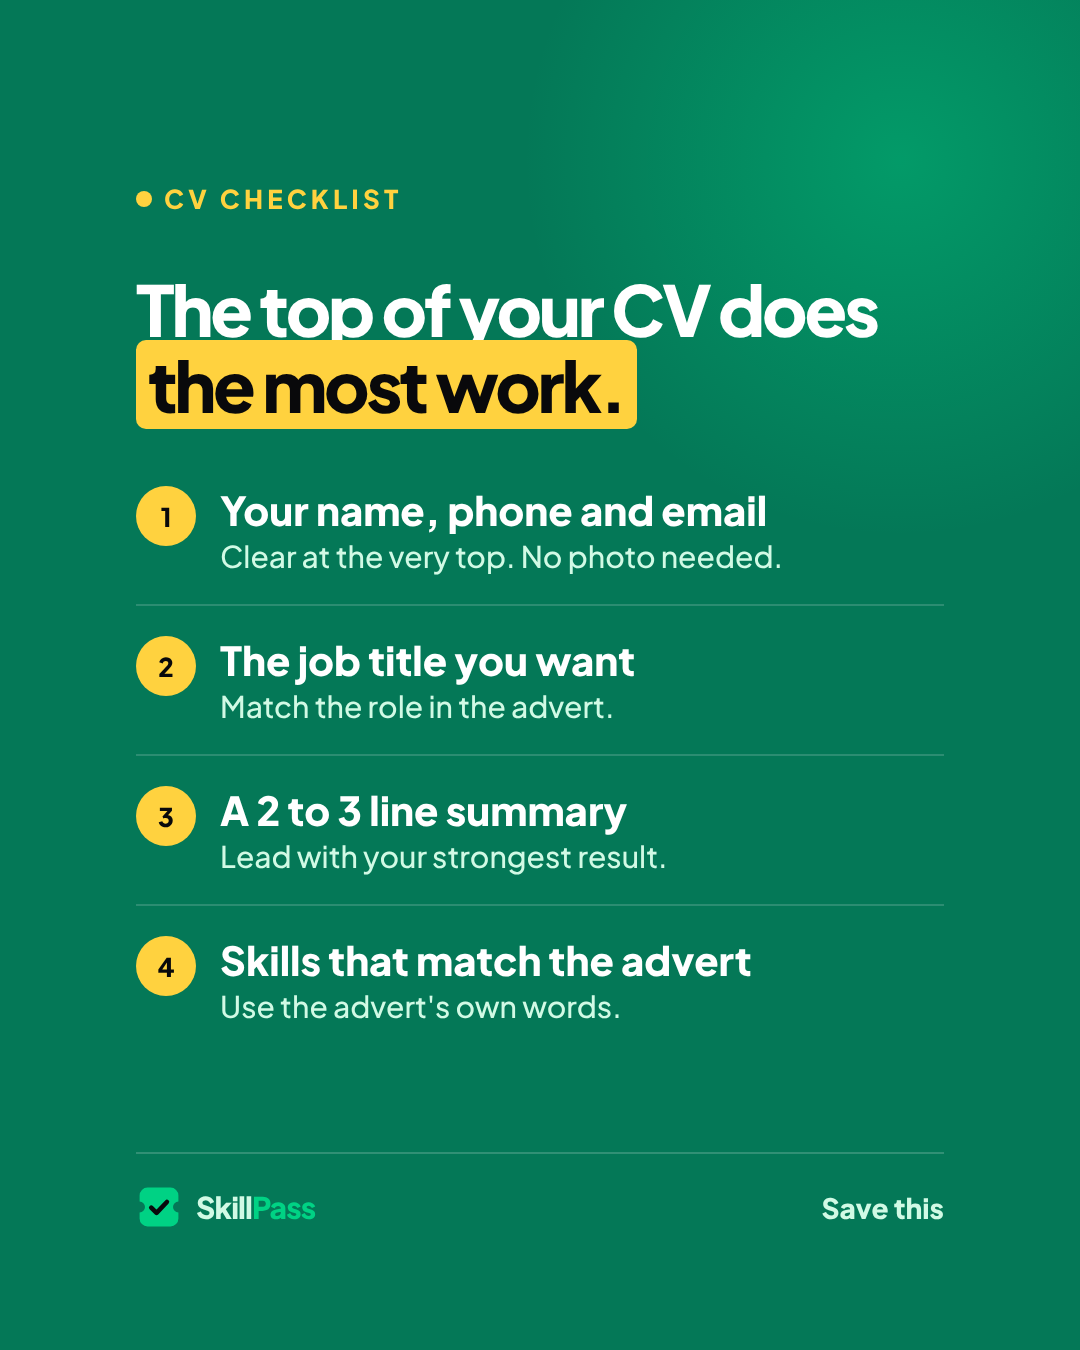 CV CHECKLIST
The top of your CV does
the most work.
1
Your name, phone and email
Clear at the very top. No photo needed.
2
The job title you want
Match the role in the advert.
3
A 2 to 3 line summary
Lead with your strongest result.
4
Skills that match the advert
Use the advert's own words.
SkillPass
Save this